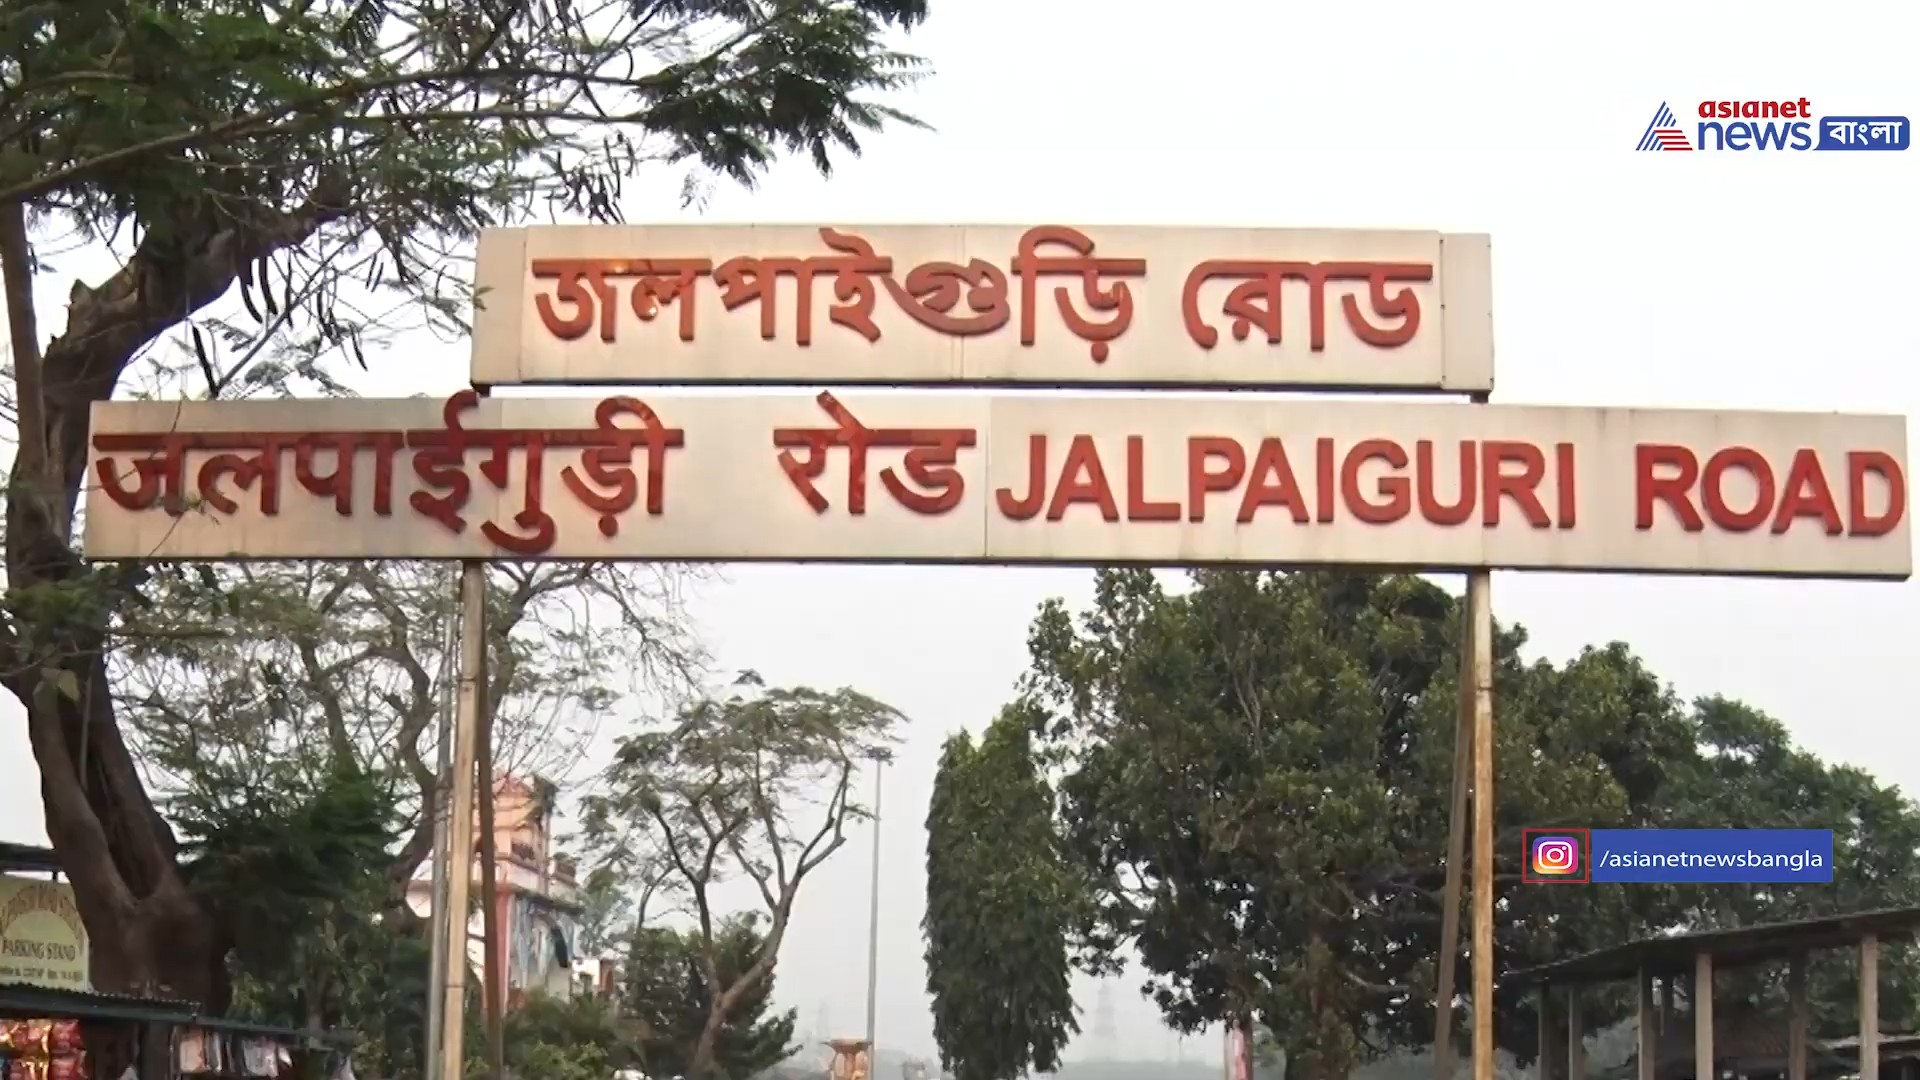 asianet
news বাংলা
জলপাইগুড়ি রোড
जलपाईगुड़ी रोड JALPAIGURI ROAD
/asianetnewsbangla
PARKING STAND